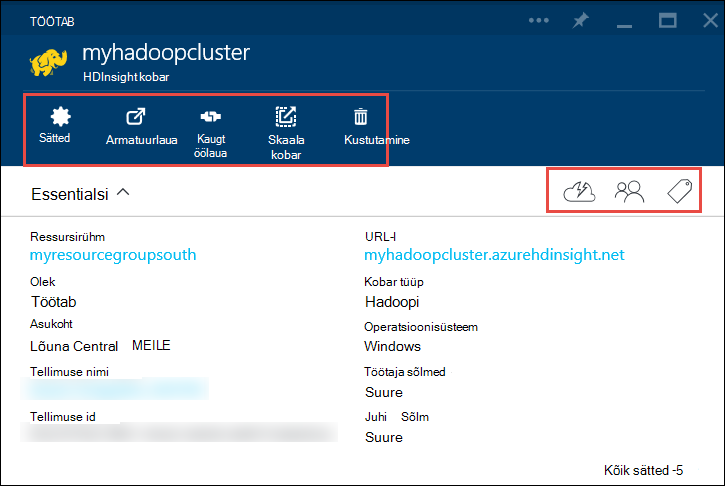 TÖÖTAB
myhadoopcluster
HDInsight kobar
Sätted
Armatuurlaua
Kaugt
öölaua
Skaala
kobar
Kustutamine
Essentialsi
Ressursirühm
myresourcegroupsouth
Olek
Töötab
Asukoht
Lõuna Central MEILE
Tellimuse nimi
Tellimuse id
URL-I
myhadoopcluster.azurehdinsight.net
Kobar tüüp
Hadoopi
Operatsioonisüsteem
Windows
Töötaja sõlmed
Suure
Juhi Sõlm
Suure
Kõik sätted -5